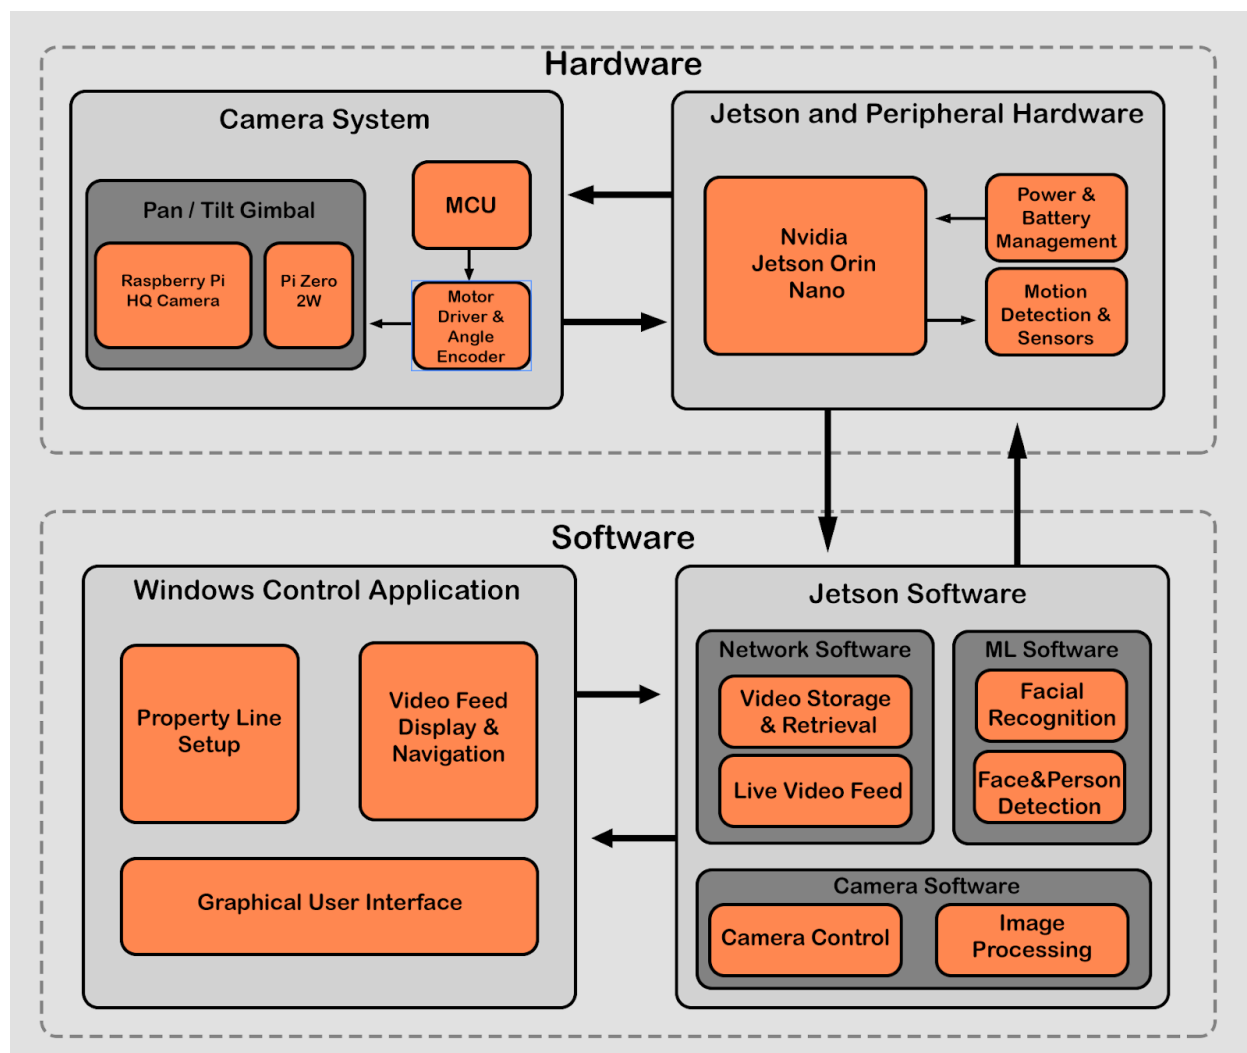 Hardware
Camera System
Pan / Tilt Gimbal
Raspberry Pi
HQ Camera
Pi Zero
2W
MCU
Motor
Driver &
Angle
Encoder
Jetson and Peripheral Hardware
Nvidia
Jetson Orin
Nano
Power &
Battery
Management
Motion
Detection &
Sensors
Software
Windows Control Application
Property Line
Setup
Video Feed
Display &
Navigation
Graphical User Interface
Jetson Software
Network Software
Video Storage
& Retrieval
Live Video Feed
ML Software
Facial
Recognition
Face&Person
Detection
Camera Software
Camera Control
Image
Processing